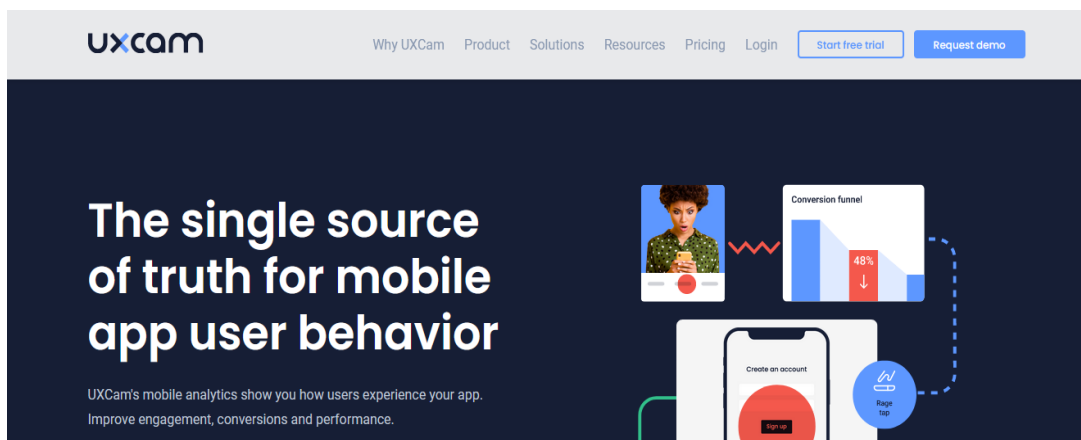 uxcam
Why UXCam Product Solutions Resources Pricing Login Start free trial Request demo
The single source
of truth for mobile
app user behavior
UXCam's mobile analytics show you how users experience your app.
Improve engagement, conversions and performance.
Conversion funnel
48%
Create an account
Sign up
Rage
tap